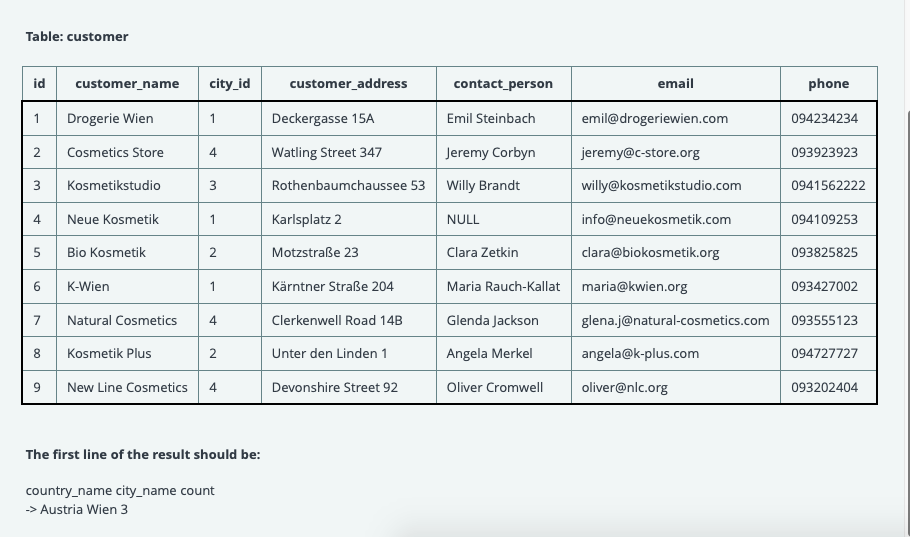 Table: customer
id customer_name city_id customer_address contact_person email phone
1 Drogerie Wien 1 Deckergasse 15A Emil Steinbach emil@drogeriewien.com 094234234
2 Cosmetics Store 4 Watling Street 347 Jeremy Corbyn jeremy@c-store.org 093923923
3 Kosmetikstudio 3 Rothenbaumchaussee 53 Willy Brandt willy@kosmetikstudio.com 0941562222
4 Neue Kosmetik 1 Karlsplatz 2 NULL info@neuekosmetik.com 094109253
5 Bio Kosmetik 2 Motzstraße 23 Clara Zetkin clara@biokosmetik.org 093825825
6 K-Wien 1 Kärntner Straße 204 Maria Rauch-Kallat maria@kwien.org 093427002
7 Natural Cosmetics 4 Clerkenwell Road 14B Glenda Jackson glena.j@natural-cosmetics.com 093555123
8 Kosmetik Plus 2 Unter den Linden 1 Angela Merkel angela@k-plus.com 094727727
9 New Line Cosmetics 4 Devonshire Street 92 Oliver Cromwell oliver@nlc.org 093202404
The first line of the result should be:
country_name city_name count
-> Austria Wien 3